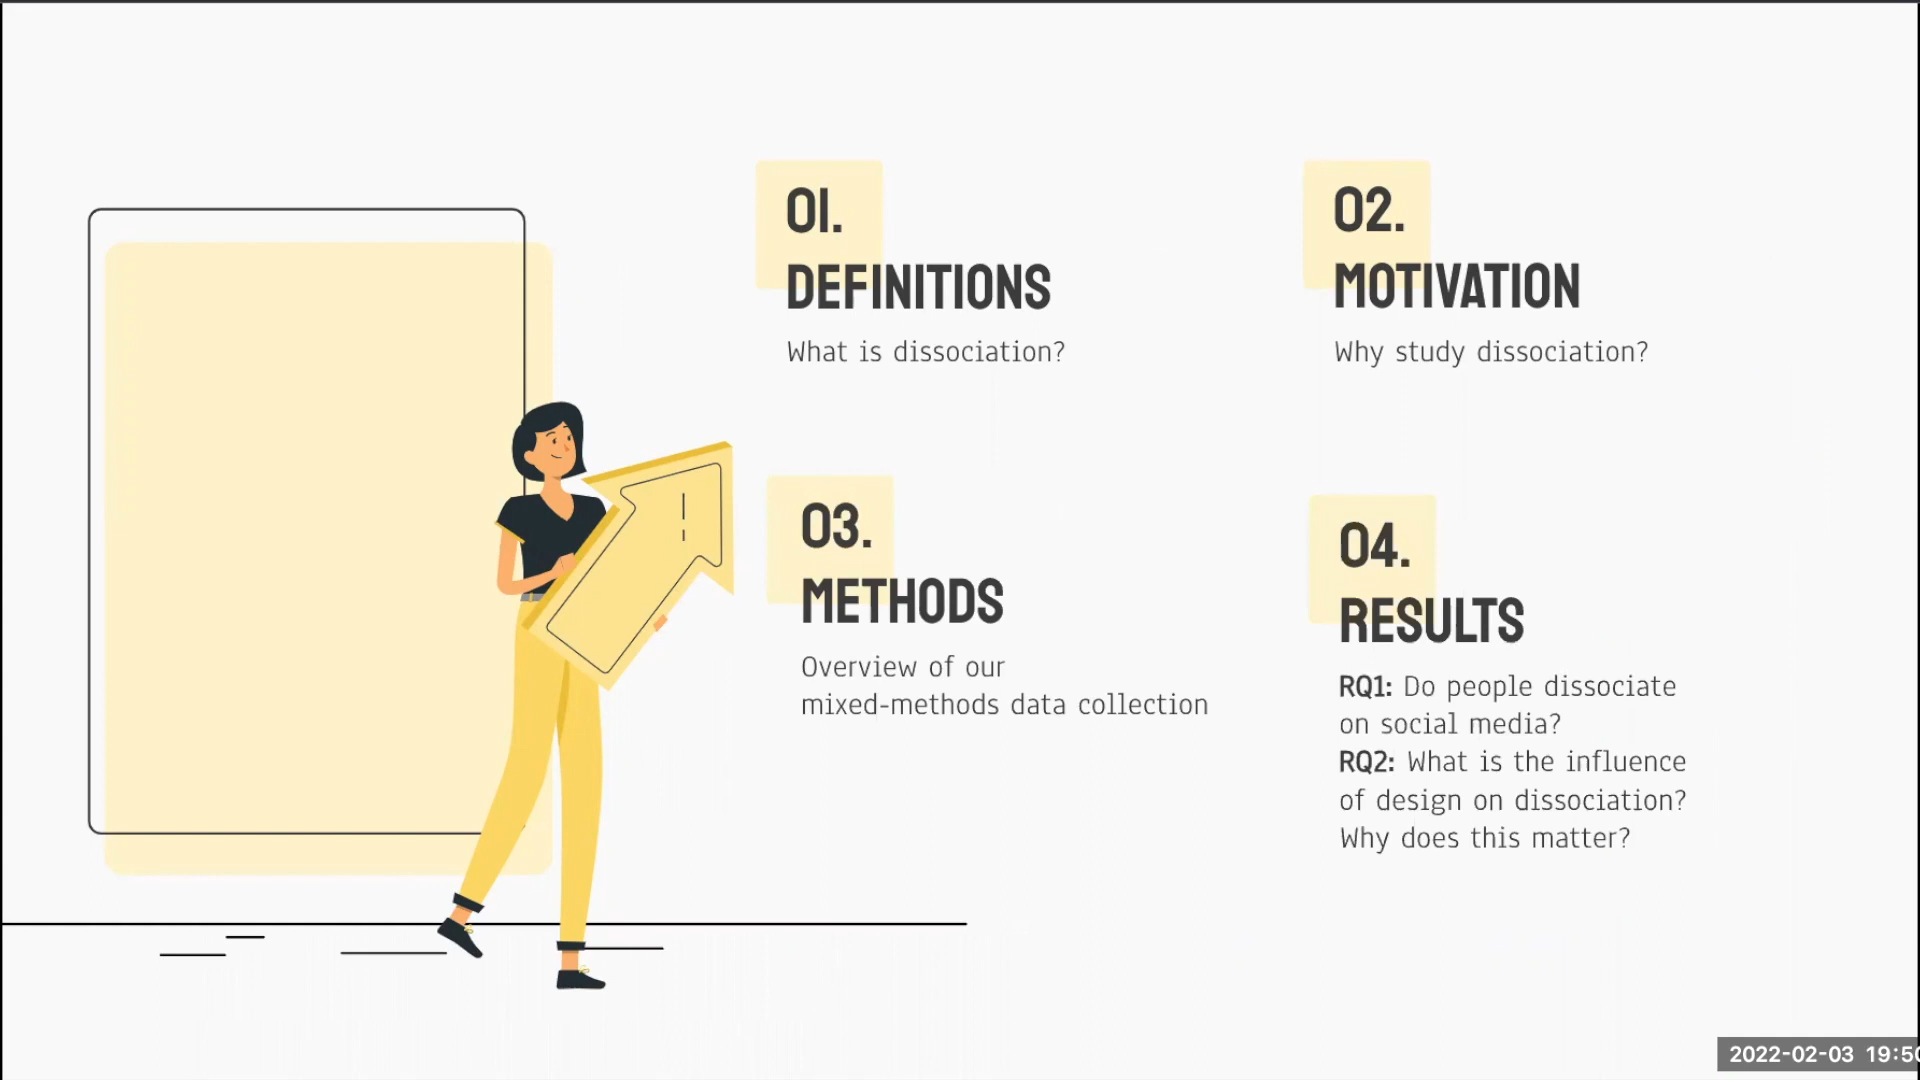 01.
DEFINITIONS
What is dissociation?
02.
MOTIVATION
Why study dissociation?
03.
METHODS
Overview of our
mixed-methods data collection
04.
RESULTS
RQ1: Do people dissociate
on social media?
RQ2: What is the influence
of design on dissociation?
Why does this matter?
2022-02-03 19:50